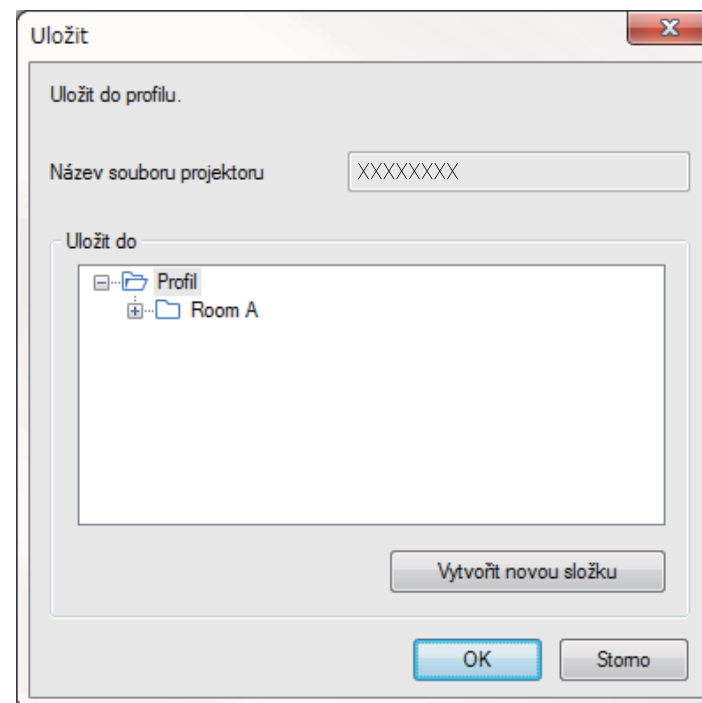 Uložit
Uložit do profilu.
Název souboru projektoru XXXXXXXX
Uložit do
Profil
Room A
Vytvořit novou složku
OK Storno